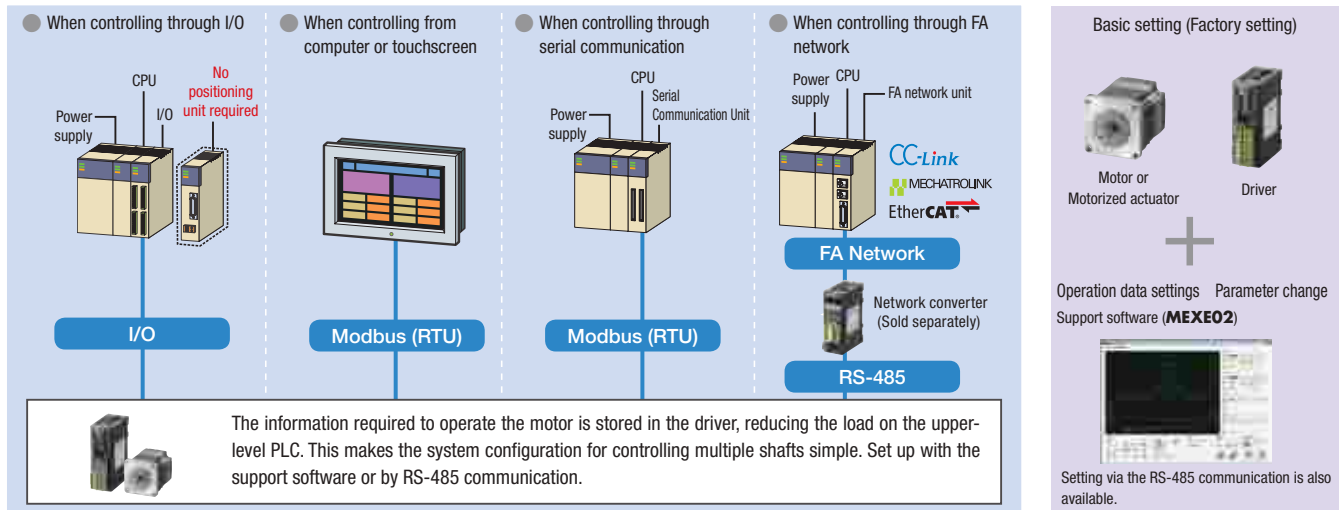 When controlling through I/O
No
positioning
unit required
CPU
I/O
Power
supply
I/O
When controlling from
computer or touchscreen
Modbus (RTU)
When controlling through
serial communication
CPU
Serial
Communication Unit
Power
supply
Modbus (RTU)
When controlling through FA
network
Power
supply
CPU
FA network unit
CC-Link
MECHATROLINK
EtherCAT
FA Network
Network converter
(Sold separately)
RS-485
The information required to operate the motor is stored in the driver, reducing the load on the upper-
level PLC. This makes the system configuration for controlling multiple shafts simple. Set up with the
support software or by RS-485 communication.
Basic setting (Factory setting)
Motor or
Motorized actuator
Driver
Operation data settings Parameter change
Support software (MEXE02)
Setting via the RS-485 communication is also
available.